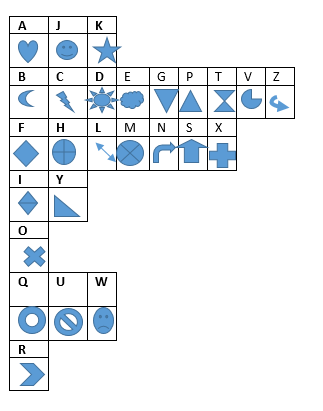 A J K
B C D E G P T V Z
F H L M N S X
I Y
O
Q U W
R